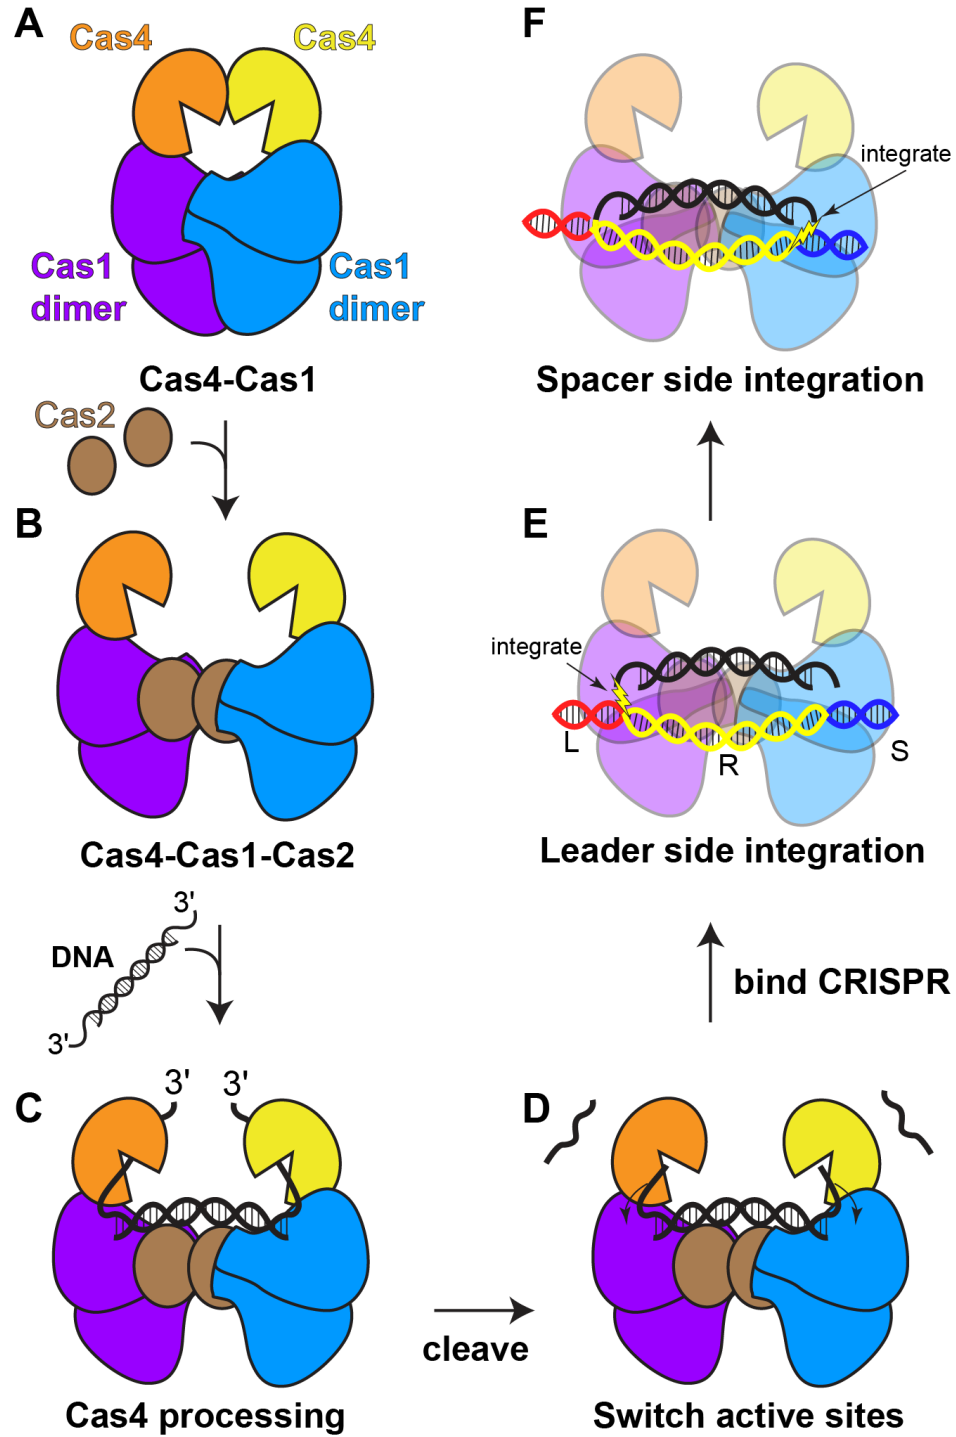 A
Cas4
Cas4
Cas1
dimer
Cas1
dimer
Cas4-Cas1
Cas2
B
Cas4-Cas1-Cas2
3'
DNA
3'
C
3'
3'
Cas4 processing
cleave
D
Switch active sites
bind CRISPR
E
integrate
L
R
S
Leader side integration
F
integrate
Spacer side integration